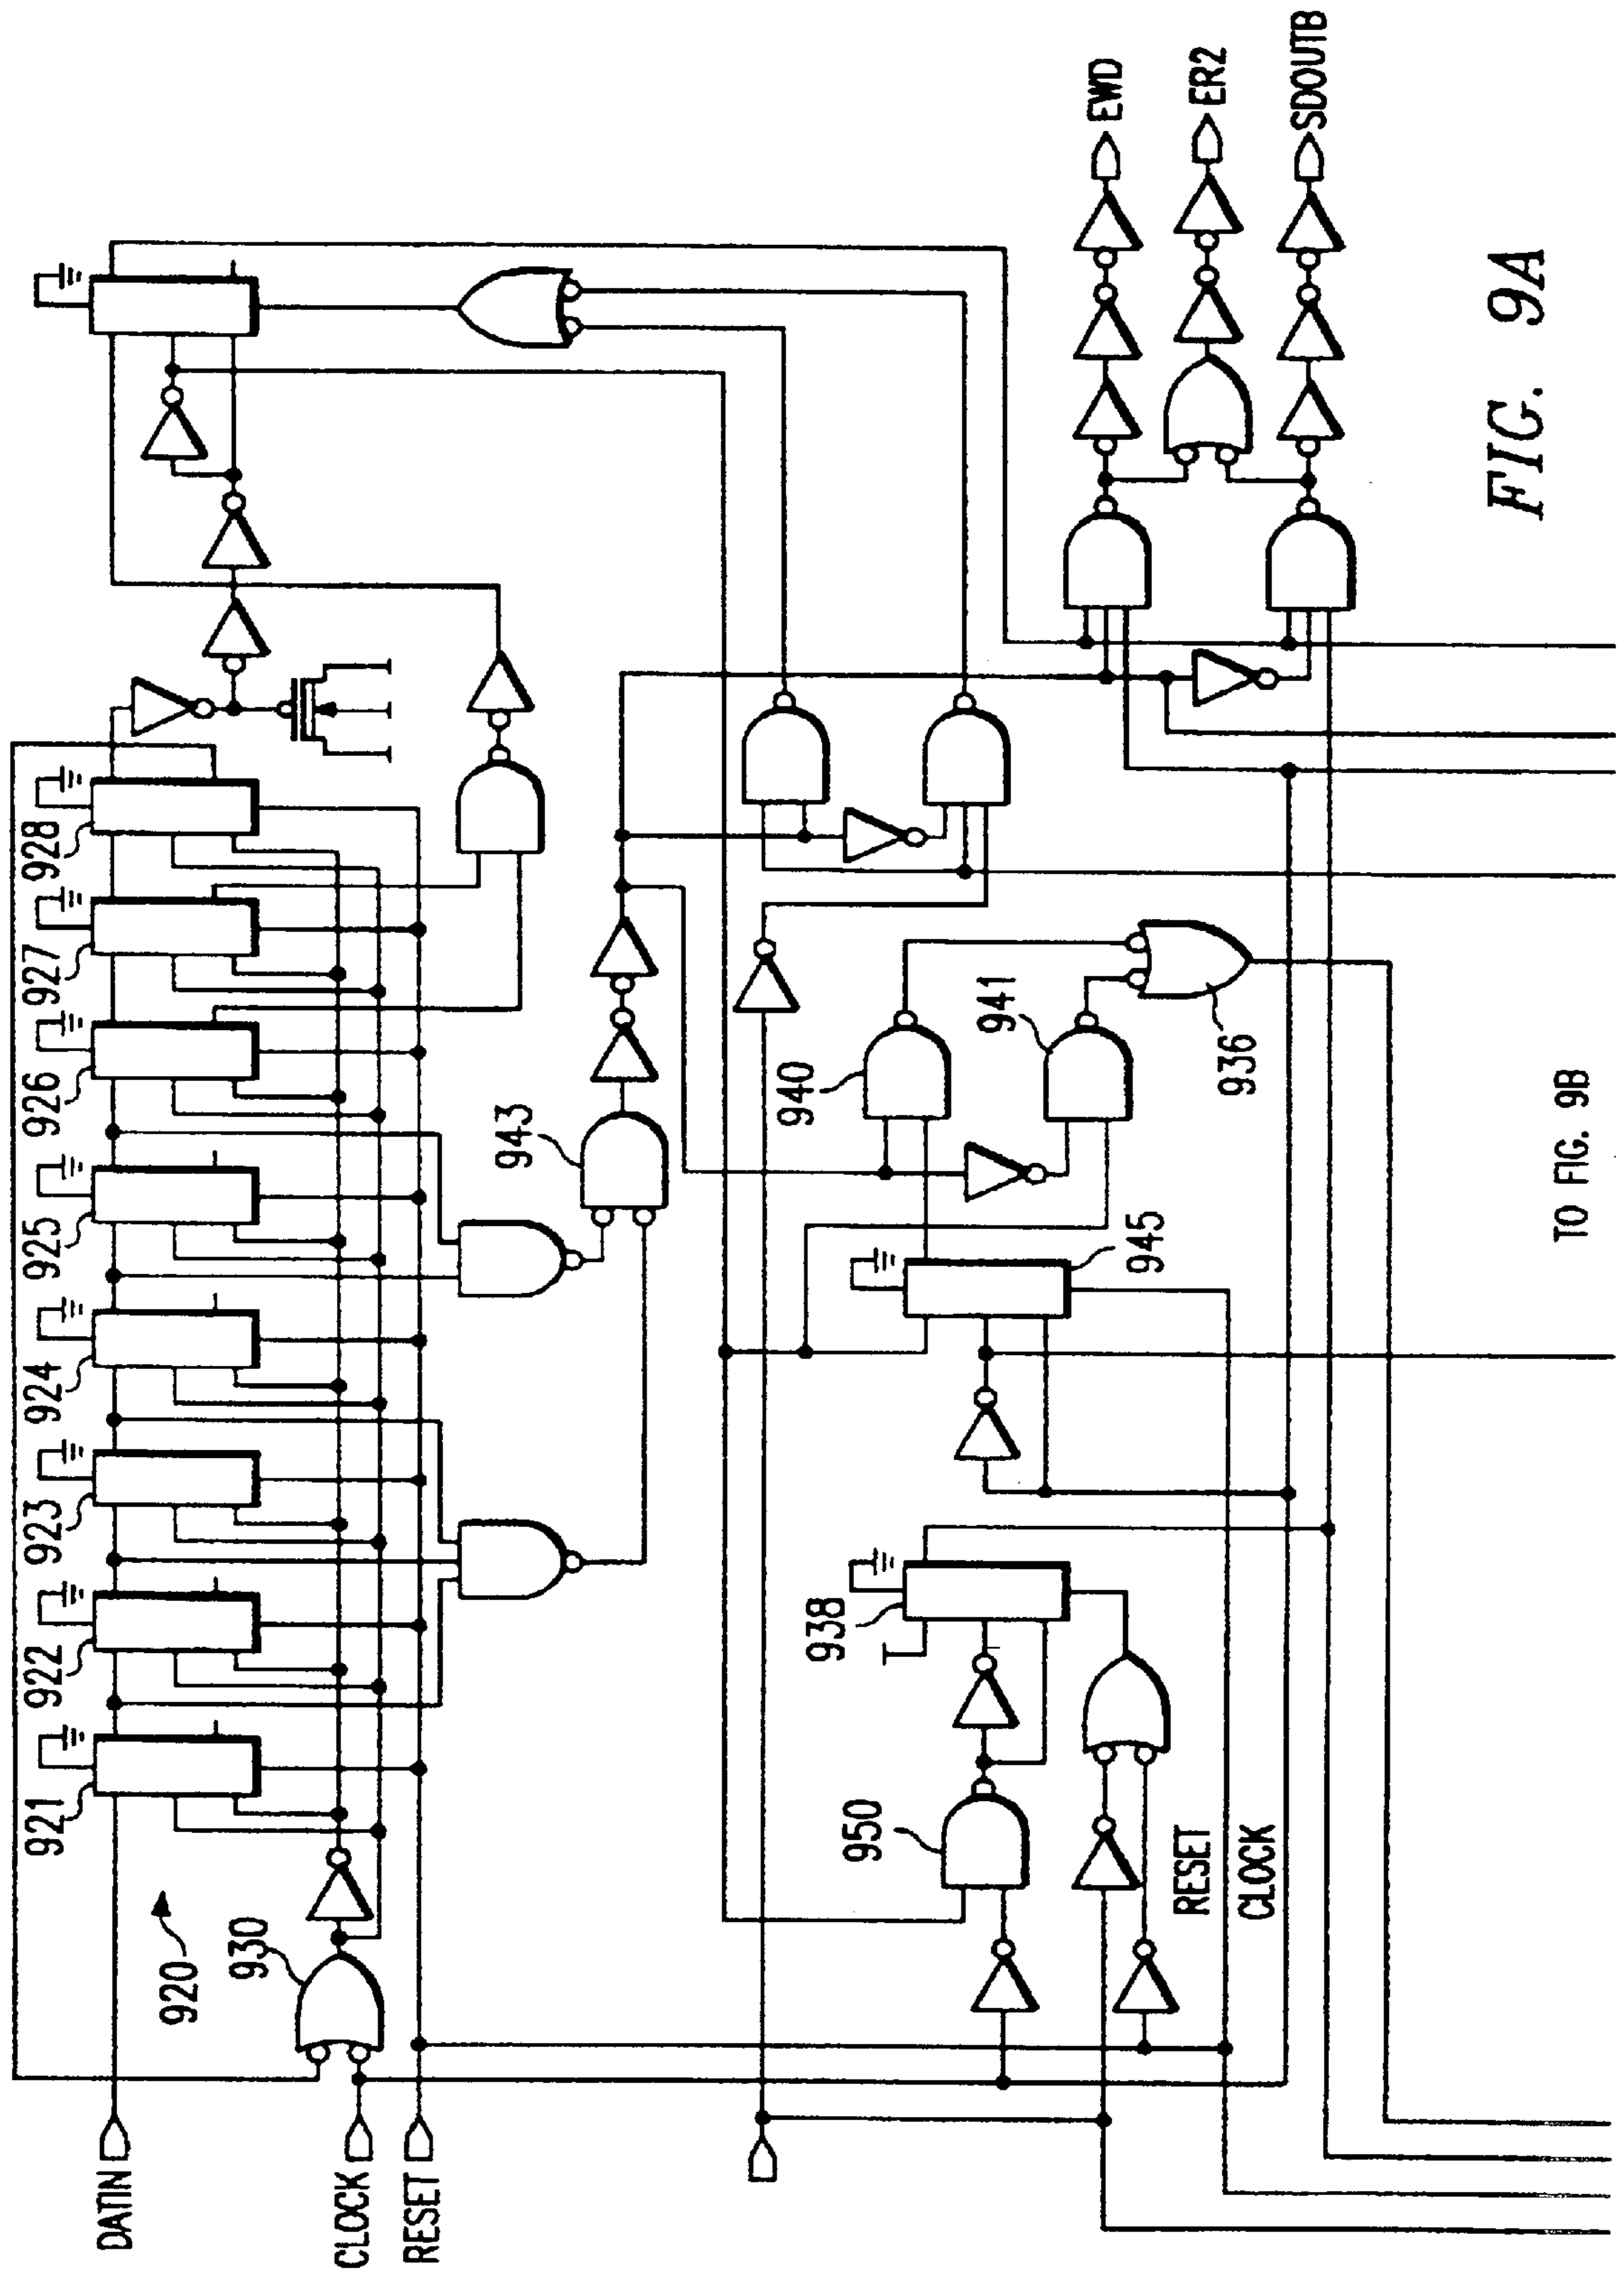 920
921
922
923
924
925
926
927
928
DATIN
930
CLOCK
RESET
943
EWD
ER2
SDOUTB
940
941
936
945
938
950
RESET
CLOCK
TO FIG. 9B
FIG. 9A